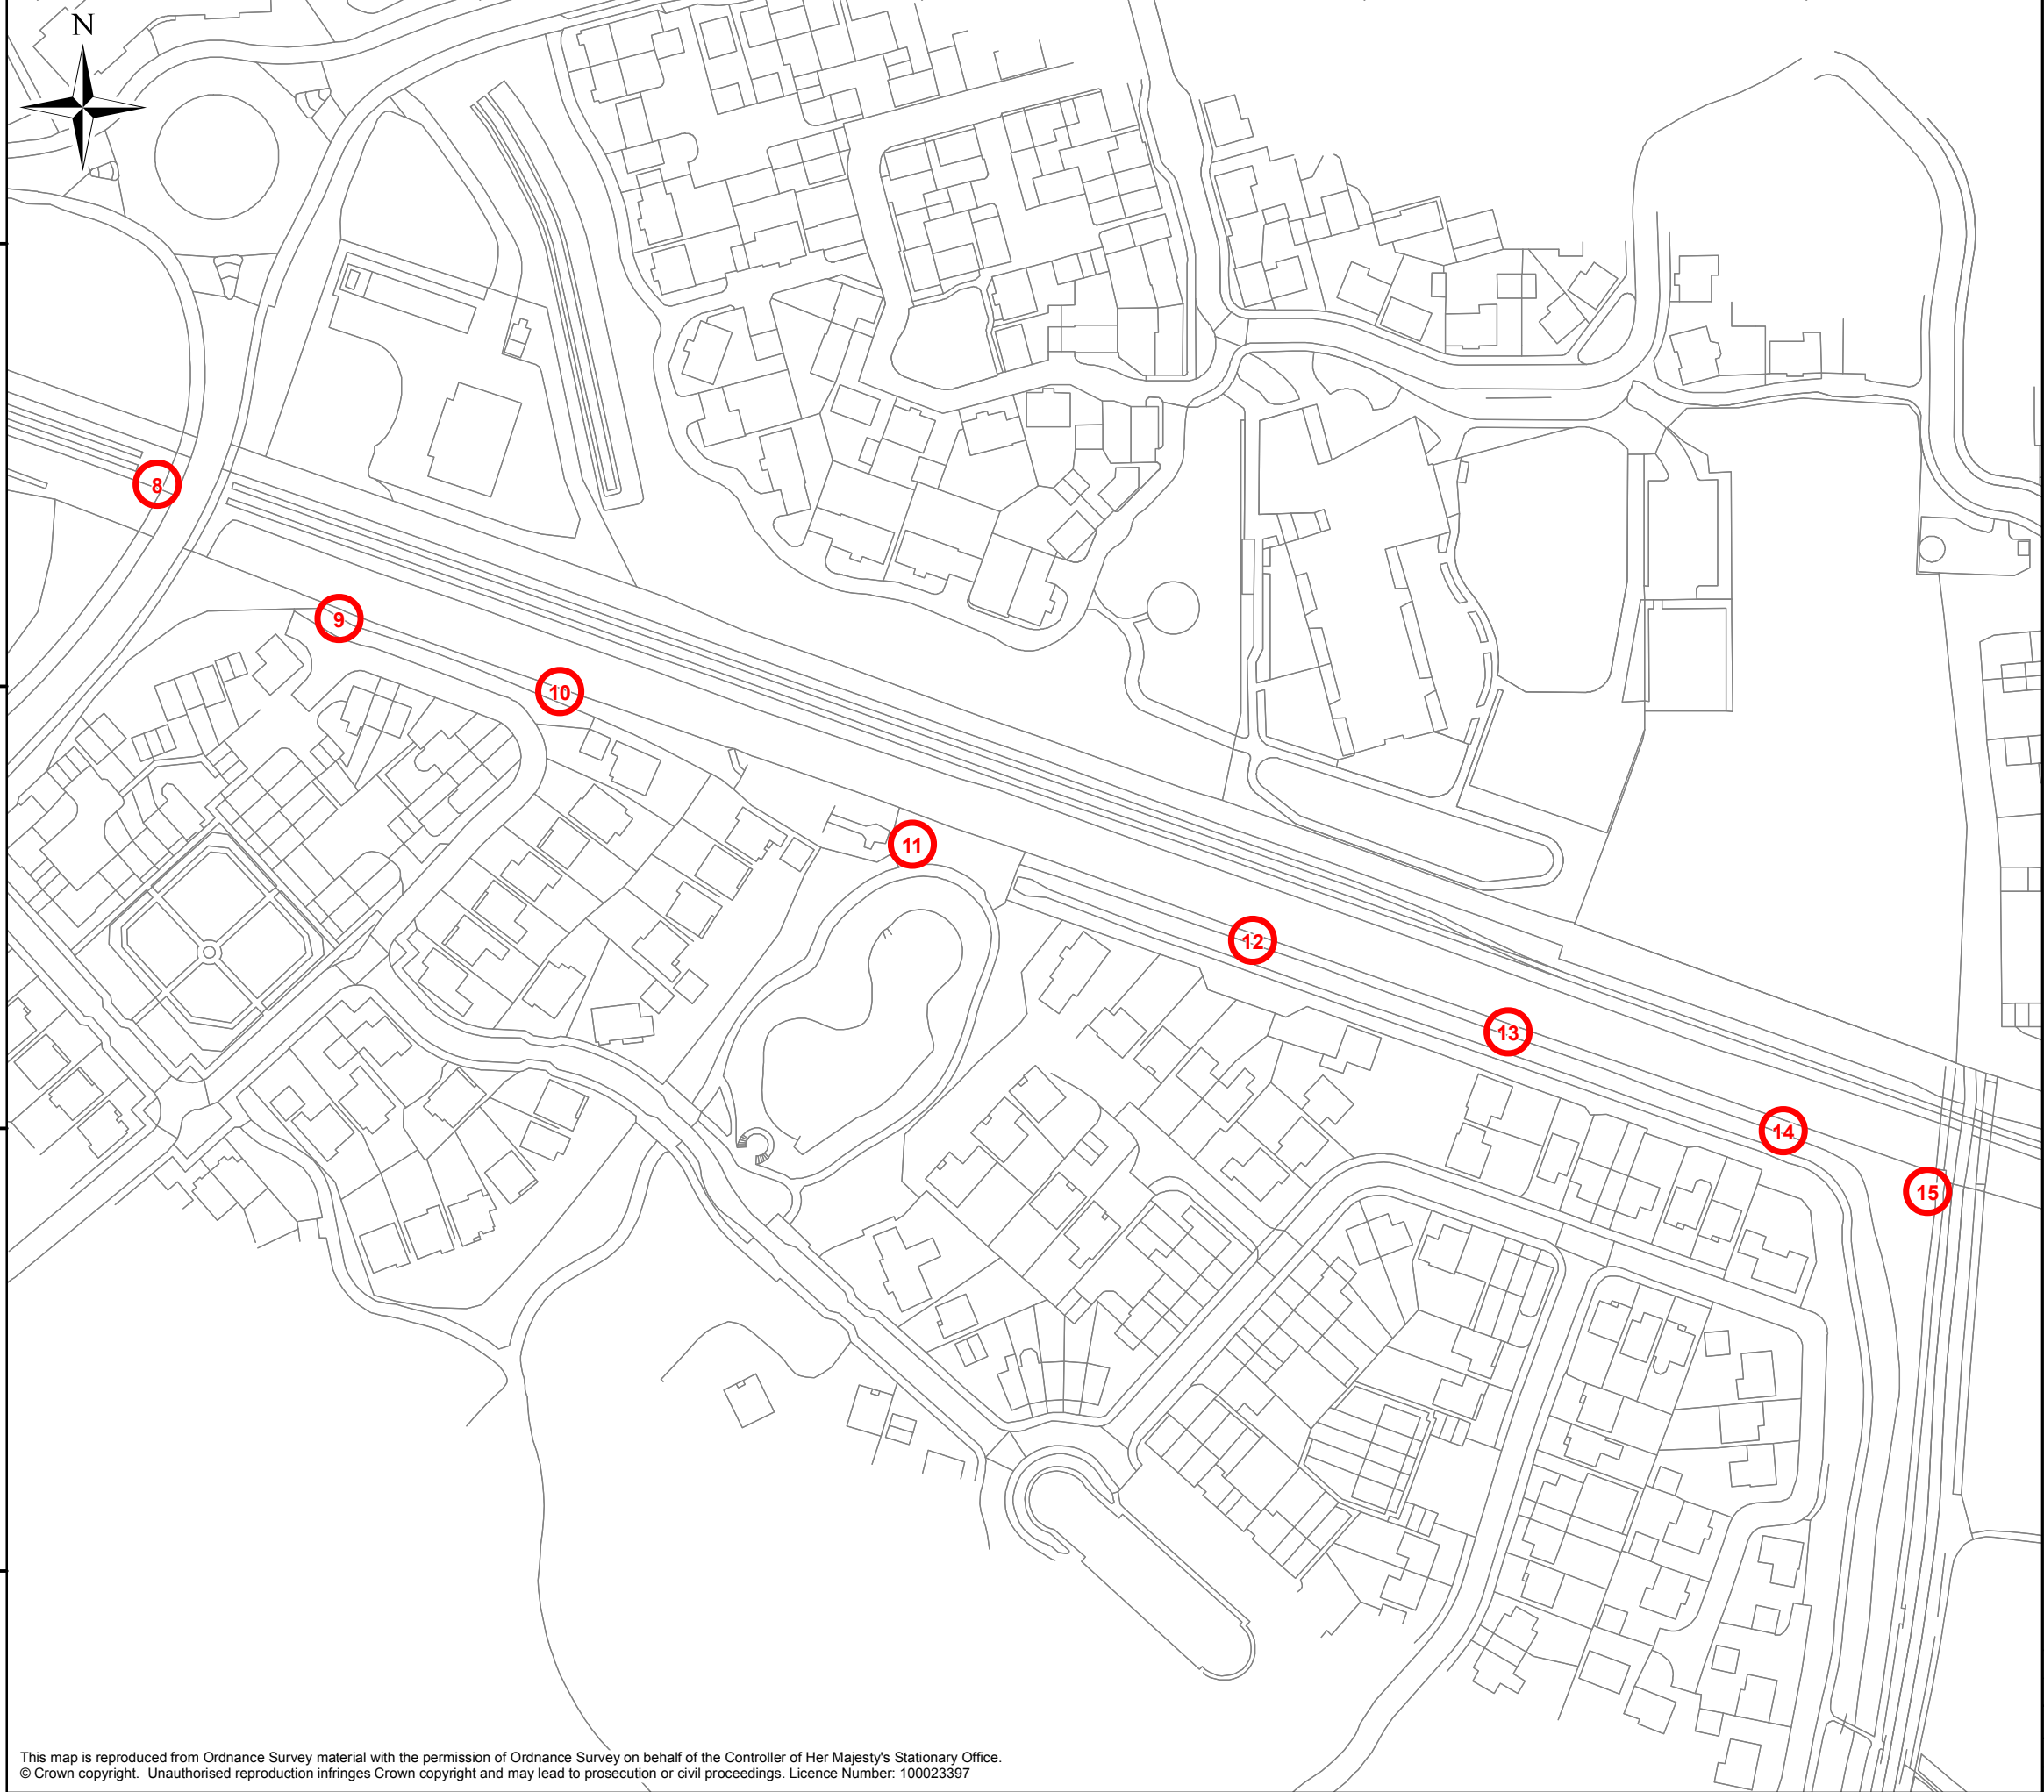 N
8
9
10
11
12
13
14
15
This map is reproduced from Ordnance Survey material with the permission of Ordnance Survey on behalf of the Controller of Her Majesty's Stationary Office.
© Crown copyright. Unauthorised reproduction infringes Crown copyright and may lead to prosecution or civil proceedings. Licence Number: 100023397